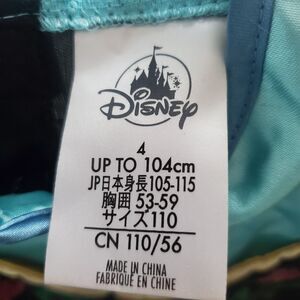 Disney
4
UP TO 104cm
JP日本身長105-115
胸囲 53-59
サイズ110
CN 110/56
MADE IN CHINA
FABRIQUÉ EN CHINE